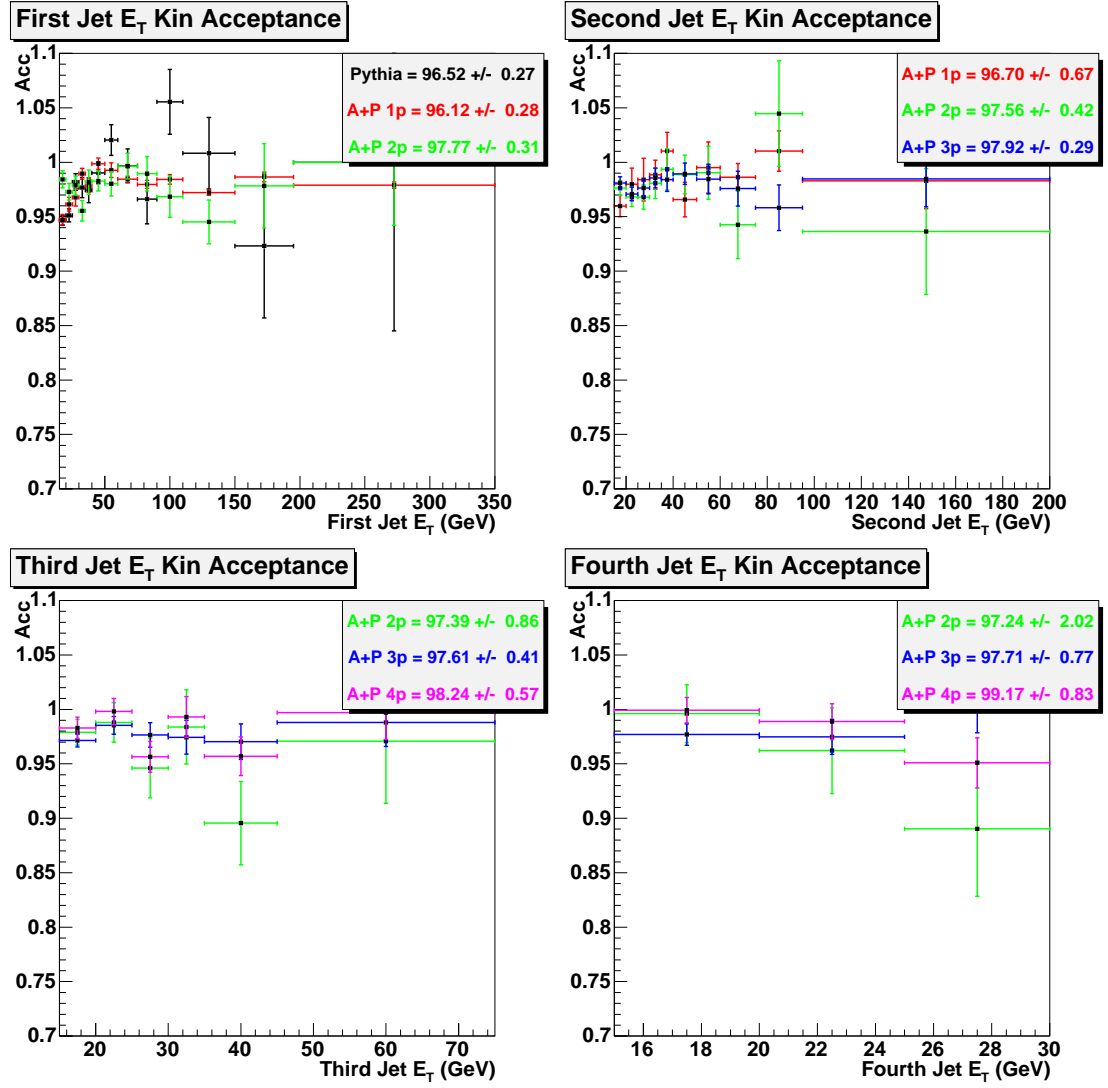 First Jet E_T Kin Acceptance
Acc
1.1
1.05
1
0.95
0.9
0.85
0.8
0.75
0.7
Pythia = 96.52 +/- 0.27
A+P 1p = 96.12 +/- 0.28
A+P 2p = 97.77 +/- 0.31
50 100 150 200 250 300 350
First Jet E_T (GeV)
Second Jet E_T Kin Acceptance
Acc
1.1
1.05
1
0.95
0.9
0.85
0.8
0.75
0.7
A+P 1p = 96.70 +/- 0.67
A+P 2p = 97.56 +/- 0.42
A+P 3p = 97.92 +/- 0.29
20 40 60 80 100 120 140 160 180 200
Second Jet E_T (GeV)
Third Jet E_T Kin Acceptance
Acc
1.1
1.05
1
0.95
0.9
0.85
0.8
0.75
0.7
A+P 2p = 97.39 +/- 0.86
A+P 3p = 97.61 +/- 0.41
A+P 4p = 98.24 +/- 0.57
20 30 40 50 60 70
Third Jet E_T (GeV)
Fourth Jet E_T Kin Acceptance
Acc
1.1
1.05
1
0.95
0.9
0.85
0.8
0.75
0.7
A+P 2p = 97.24 +/- 2.02
A+P 3p = 97.71 +/- 0.77
A+P 4p = 99.17 +/- 0.83
16 18 20 22 24 26 28 30
Fourth Jet E_T (GeV)